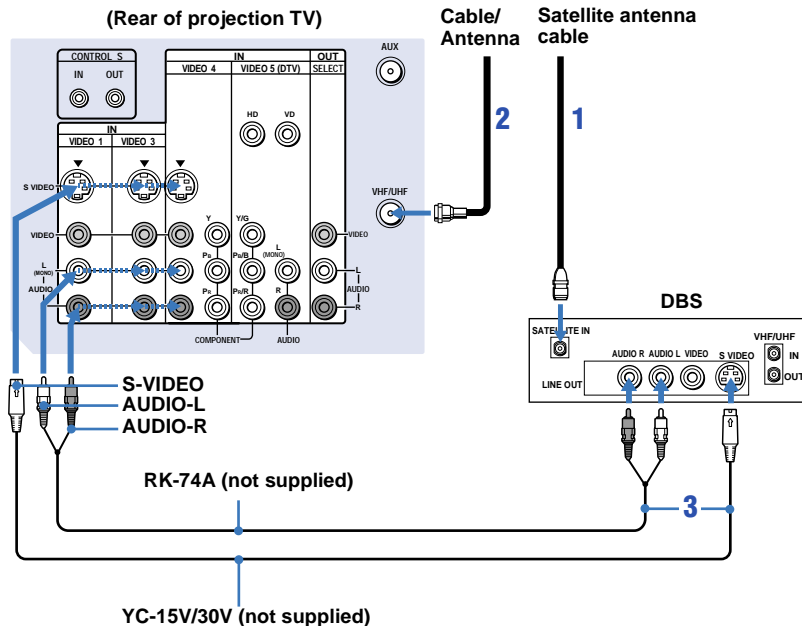 (Rear of projection TV)
Cable/
Antenna
Satellite antenna
cable
CONTROL S
IN OUT
IN
VIDEO 4 VIDEO 5 (DTV)
OUT
SELECT
AUX
HD VD
IN
VIDEO 1 VIDEO 3
2
1
S VIDEO
VHF/UHF
VIDEO
Y Y/G
VIDEO
L
(MONO)
AUDIO
R
PB PB/B
L
(MONO)
L
AUDIO
R
PR PR/R
R
COMPONENT
AUDIO
DBS
SATELLITE IN
VHF/UHF
IN
OUT
AUDIO R AUDIO L VIDEO S VIDEO
LINE OUT
S-VIDEO
AUDIO-L
AUDIO-R
RK-74A (not supplied)
3
YC-15V/30V (not supplied)